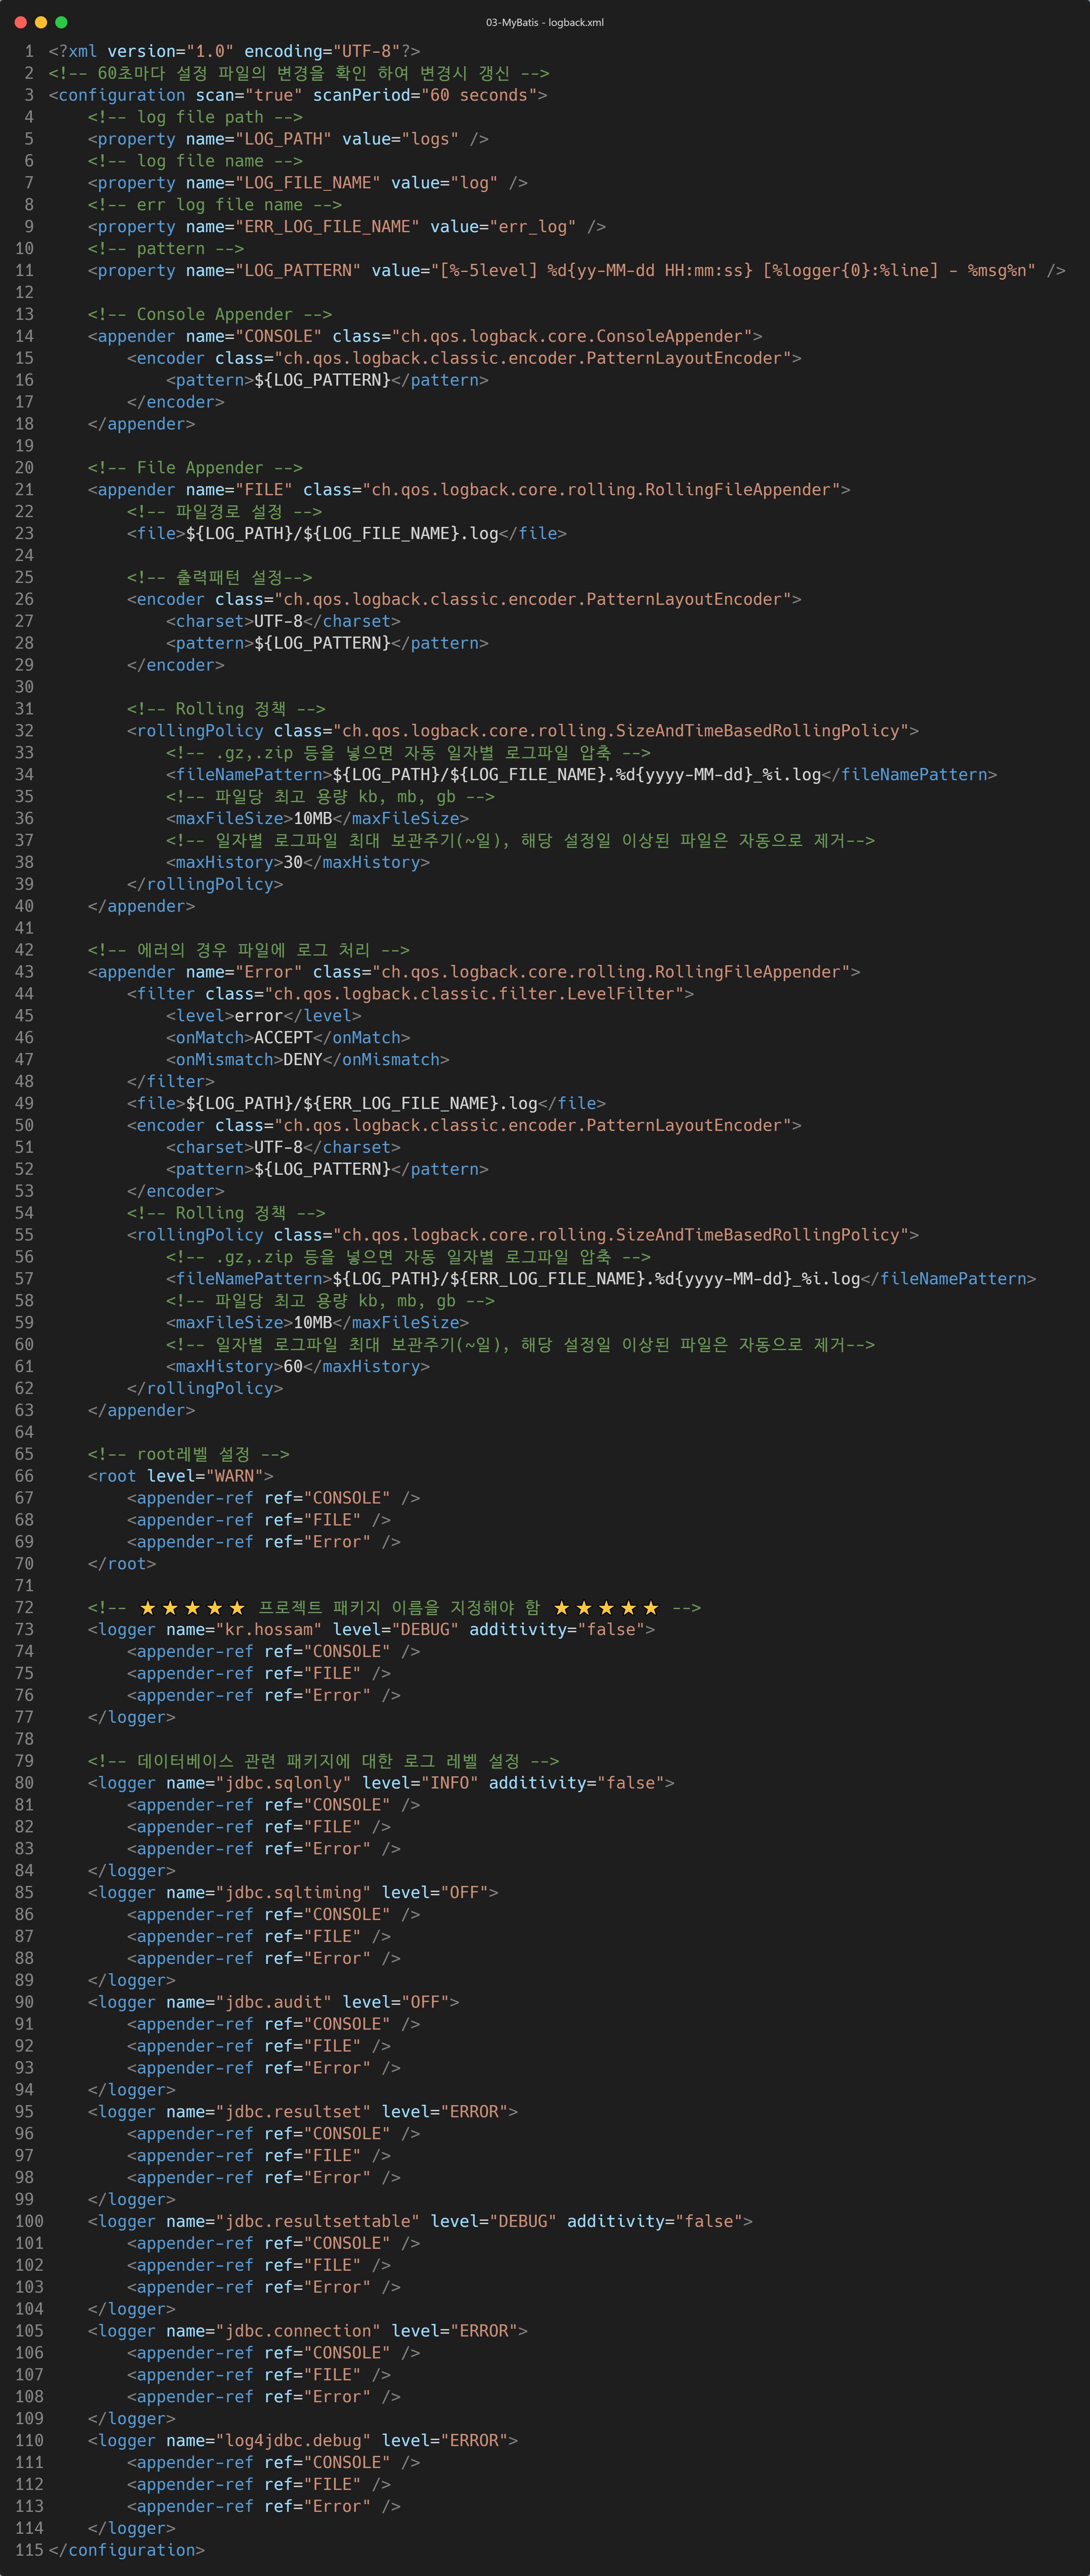 03-MyBatis - logback.xml
1 <?xml version="1.0" encoding="UTF-8"?>
2 <!-- 60초마다 설정 파일의 변경을 확인 하여 변경시 갱신 -->
3 <configuration scan="true" scanPeriod="60 seconds">
4     <!-- log file path -->
5     <property name="LOG_PATH" value="logs" />
6     <!-- log file name -->
7     <property name="LOG_FILE_NAME" value="log" />
8     <!-- err log file name -->
9     <property name="ERR_LOG_FILE_NAME" value="err_log" />
10     <!-- pattern -->
11     <property name="LOG_PATTERN" value="[%-5level] %d{yy-MM-dd HH:mm:ss} [%logger{0}:%line] - %msg%n" />
12
13     <!-- Console Appender -->
14     <appender name="CONSOLE" class="ch.qos.logback.core.ConsoleAppender">
15         <encoder class="ch.qos.logback.classic.encoder.PatternLayoutEncoder">
16             <pattern>${LOG_PATTERN}</pattern>
17         </encoder>
18     </appender>
19
20     <!-- File Appender -->
21     <appender name="FILE" class="ch.qos.logback.core.rolling.RollingFileAppender">
22         <!-- 파일경로 설정 -->
23         <file>${LOG_PATH}/${LOG_FILE_NAME}.log</file>
24
25         <!-- 출력패턴 설정-->
26         <encoder class="ch.qos.logback.classic.encoder.PatternLayoutEncoder">
27             <charset>UTF-8</charset>
28             <pattern>${LOG_PATTERN}</pattern>
29         </encoder>
30
31         <!-- Rolling 정책 -->
32         <rollingPolicy class="ch.qos.logback.core.rolling.SizeAndTimeBasedRollingPolicy">
33             <!-- .gz,.zip 등을 넣으면 자동 일자별 로그파일 압축 -->
34             <fileNamePattern>${LOG_PATH}/${LOG_FILE_NAME}.%d{yyyy-MM-dd}_%i.log</fileNamePattern>
35             <!-- 파일당 최고 용량 kb, mb, gb -->
36             <maxFileSize>10MB</maxFileSize>
37             <!-- 일자별 로그파일 최대 보관주기(~일), 해당 설정일 이상된 파일은 자동으로 제거-->
38             <maxHistory>30</maxHistory>
39         </rollingPolicy>
40     </appender>
41
42     <!-- 에러의 경우 파일에 로그 처리 -->
43     <appender name="Error" class="ch.qos.logback.core.rolling.RollingFileAppender">
44         <filter class="ch.qos.logback.classic.filter.LevelFilter">
45             <level>error</level>
46             <onMatch>ACCEPT</onMatch>
47             <onMismatch>DENY</onMismatch>
48         </filter>
49         <file>${LOG_PATH}/${ERR_LOG_FILE_NAME}.log</file>
50         <encoder class="ch.qos.logback.classic.encoder.PatternLayoutEncoder">
51             <charset>UTF-8</charset>
52             <pattern>${LOG_PATTERN}</pattern>
53         </encoder>
54         <!-- Rolling 정책 -->
55         <rollingPolicy class="ch.qos.logback.core.rolling.SizeAndTimeBasedRollingPolicy">
56             <!-- .gz,.zip 등을 넣으면 자동 일자별 로그파일 압축 -->
57             <fileNamePattern>${LOG_PATH}/${ERR_LOG_FILE_NAME}.%d{yyyy-MM-dd}_%i.log</fileNamePattern>
58             <!-- 파일당 최고 용량 kb, mb, gb -->
59             <maxFileSize>10MB</maxFileSize>
60             <!-- 일자별 로그파일 최대 보관주기(~일), 해당 설정일 이상된 파일은 자동으로 제거-->
61             <maxHistory>60</maxHistory>
62         </rollingPolicy>
63     </appender>
64
65     <!-- root레벨 설정 -->
66     <root level="WARN">
67         <appender-ref ref="CONSOLE" />
68         <appender-ref ref="FILE" />
69         <appender-ref ref="Error" />
70     </root>
71
72     <!-- ⭐⭐⭐⭐⭐ 프로젝트 패키지 이름을 지정해야 함 ⭐⭐⭐⭐⭐ -->
73     <logger name="kr.hossam" level="DEBUG" additivity="false">
74         <appender-ref ref="CONSOLE" />
75         <appender-ref ref="FILE" />
76         <appender-ref ref="Error" />
77     </logger>
78
79     <!-- 데이터베이스 관련 패키지에 대한 로그 레벨 설정 -->
80     <logger name="jdbc.sqlonly" level="INFO" additivity="false">
81         <appender-ref ref="CONSOLE" />
82         <appender-ref ref="FILE" />
83         <appender-ref ref="Error" />
84     </logger>
85     <logger name="jdbc.sqltiming" level="OFF">
86         <appender-ref ref="CONSOLE" />
87         <appender-ref ref="FILE" />
88         <appender-ref ref="Error" />
89     </logger>
90     <logger name="jdbc.audit" level="OFF">
91         <appender-ref ref="CONSOLE" />
92         <appender-ref ref="FILE" />
93         <appender-ref ref="Error" />
94     </logger>
95     <logger name="jdbc.resultset" level="ERROR">
96         <appender-ref ref="CONSOLE" />
97         <appender-ref ref="FILE" />
98         <appender-ref ref="Error" />
99     </logger>
100     <logger name="jdbc.resultsettable" level="DEBUG" additivity="false">
101         <appender-ref ref="CONSOLE" />
102         <appender-ref ref="FILE" />
103         <appender-ref ref="Error" />
104     </logger>
105     <logger name="jdbc.connection" level="ERROR">
106         <appender-ref ref="CONSOLE" />
107         <appender-ref ref="FILE" />
108         <appender-ref ref="Error" />
109     </logger>
110     <logger name="log4jdbc.debug" level="ERROR">
111         <appender-ref ref="CONSOLE" />
112         <appender-ref ref="FILE" />
113         <appender-ref ref="Error" />
114     </logger>
115 </configuration>